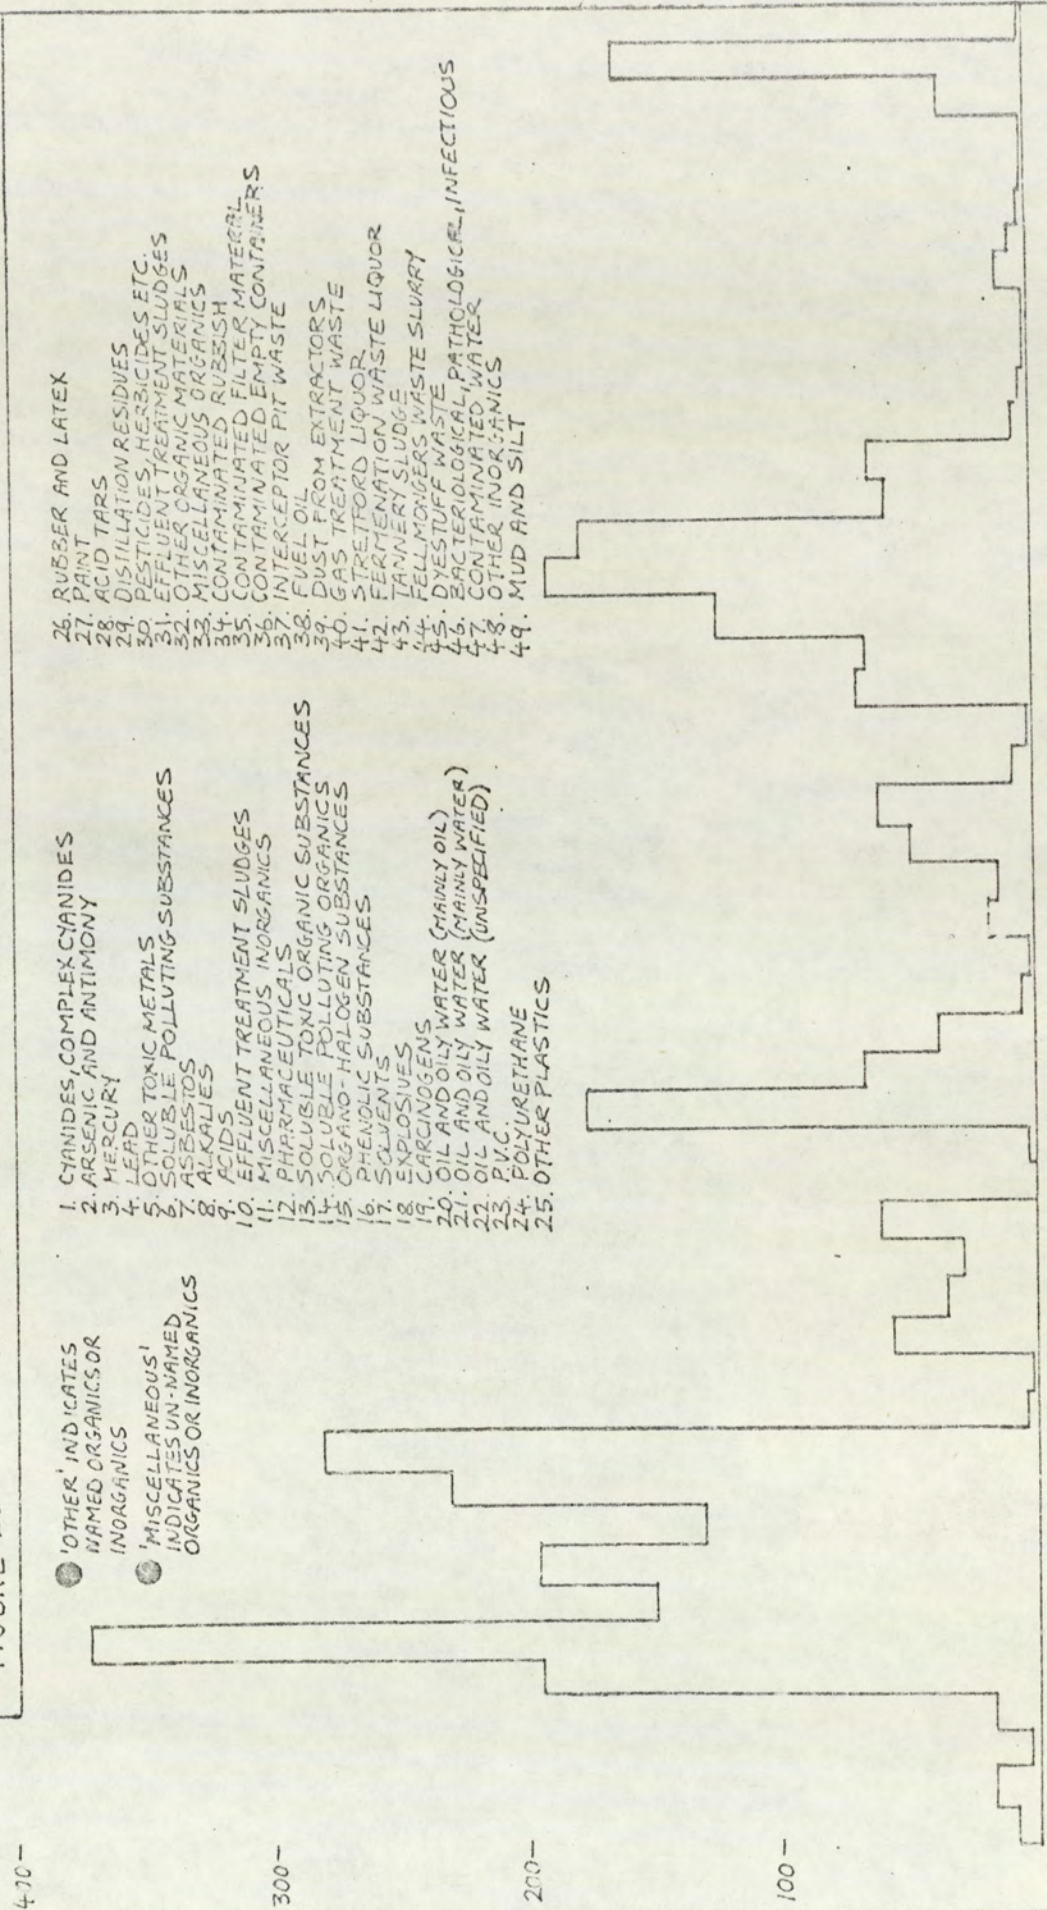 'OTHER' INDICATES
NAMED ORGANICS OR
INORGANICS
'MISCELLANEOUS'
INDICATES UN-NAMED
ORGANICS OR INORGANICS
1. CYANIDES, COMPLEX CYANIDES
2. ARSENIC AND ANTIMONY
3. MERCURY
4. LEAD
5. OTHER TOXIC METALS
6. SOLUBLE POLLUTING SUBSTANCES
7. ASBESTOS
8. ALKALIES
9. ACIDS
10. EFFLUENT TREATMENT SLUDGES
11. MISCELLANEOUS INORGANICS
12. PHARMACEUTICALS
13. SOLUBLE TOXIC ORGANIC SUBSTANCES
14. SOLUBLE POLLUTING ORGANICS
15. ORGANO-HALOGEN SUBSTANCES
16. PHENOLIC SUBSTANCES
17. SOLVENTS
18. EXPLOSIVES
19. CARCINOGENS
20. OIL AND OILY WATER (MAINLY OIL)
21. OIL AND OILY WATER (MAINLY WATER)
22. OIL AND OILY WATER (UNSPECIFIED)
23. P.V.C.
24. POLYURETHANE
25. OTHER PLASTICS
26. RUBBER AND LATEX
27. PAINT
28. ACID TARS
29. DISTILLATION RESIDUES
30. PESTICIDES, HERBICIDES ETC.
31. EFFLUENT TREATMENT SLUDGES
32. OTHER ORGANIC MATERIALS
33. MISCELLANEOUS ORGANICS
34. CONTAMINATED RUBBISH
35. CONTAMINATED FILTER MATERIAL
36. CONTAMINATED EMPTY CONTAINERS
37. INTERCEPTOR PIT WASTE
38. FUEL OIL
39. DUST FROM EXTRACTORS
40. GAS TREATMENT WASTE
41. STRETFORD LIQUOR
42. FERMENATION WASTE LIQUOR
43. TANNERY SLUDGE
44. FELLMONGERS WASTE SLURRY
45. DYESTUFF WASTE
46. BACTERIOLOGICAL, PATHOLOGICAL, INFECTIOUS
47. CONTAMINATED WATER
48. OTHER INORGANICS
49. MUD AND SILT
400-
300-
200-
100-